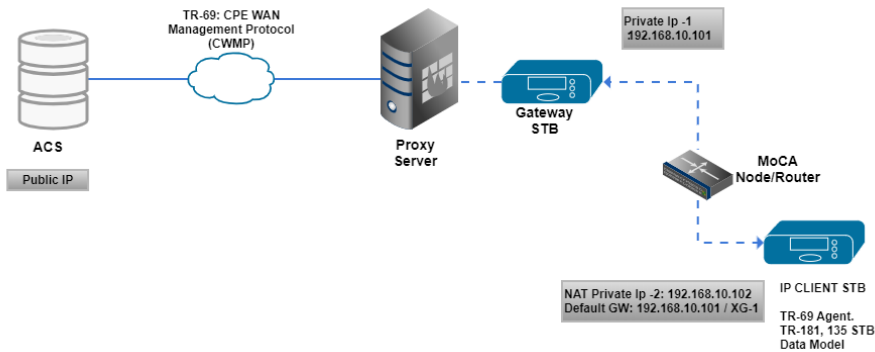 TR-69: CPE WAN
Management Protocol
(CWMP)
Private Ip -1
:192.168.10.101
Gateway
STB
ACS
Proxy
Server
MoCA
Node/Router
Public IP
NAT Private Ip -2: 192.168.10.102
Default GW: 192.168.10.101 / XG-1
IP CLIENT STB
TR-69 Agent.
TR-181, 135 STB
Data Model